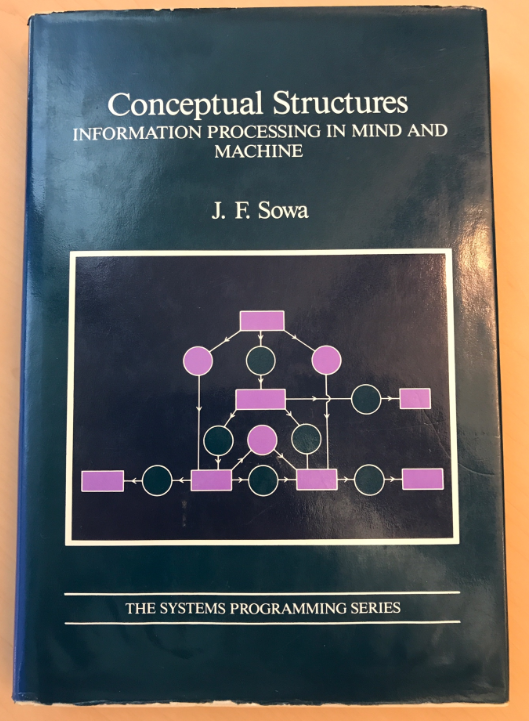 Conceptual Structures
INFORMATION PROCESSING IN MIND AND
MACHINE
J. F. Sowa
THE SYSTEMS PROGRAMMING SERIES